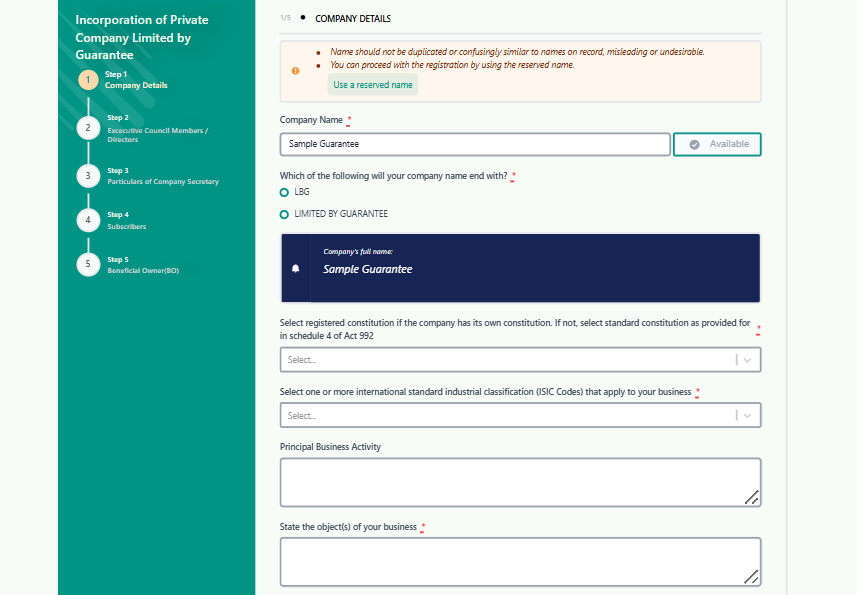 Incorporation of Private
Company Limited by
Guarantee
1
Step 1
Company Details
2
Step 2
Excecutive Council Members /
Directors
3
Step 3
Particulars of Company Secretary
4
Step 4
Subscribers
5
Step 5
Beneficial Owner(BO)
1/5 • COMPANY DETAILS
• Name should not be duplicated or confusingly similar to names on record, misleading or undesirable.
• You can proceed with the registration by using the reserved name.
Use a reserved name
Company Name *
Sample Guarantee
Available
Which of the following will your company name end with? *
LBG
LIMITED BY GUARANTEE
Company's full name:
Sample Guarantee
Select registered constitution if the company has its own constitution. If not, select standard constitution as provided for
in schedule 4 of Act 992 *
Select...
Select one or more international standard industrial classification (ISIC Codes) that apply to your business *
Select...
Principal Business Activity
State the object(s) of your business *